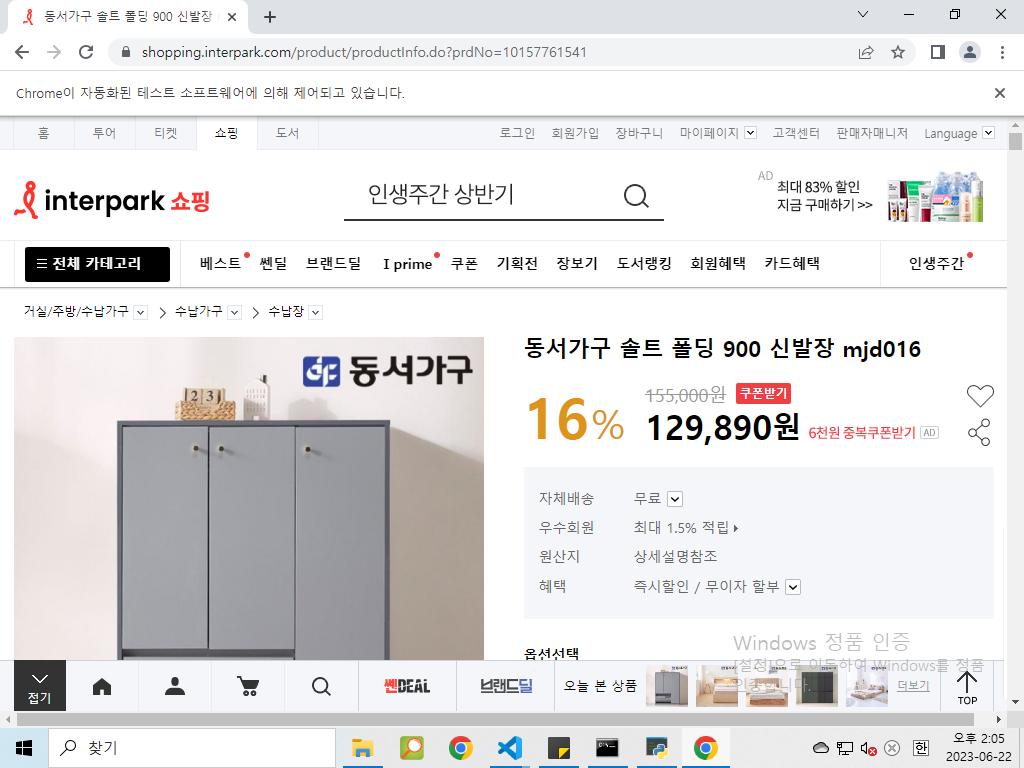 동서가구 솔트 폴딩 900 신발장
shopping.interpark.com/product/productInfo.do?prdNo=10157761541
Chrome이 자동화된 테스트 소프트웨어에 의해 제어되고 있습니다.
홈 투어 티켓 쇼핑 도서 로그인 회원가입 장바구니 마이페이지 고객센터 판매자매니저 Language
interpark 쇼핑
인생주간 상반기
AD
최대 83% 할인
지금 구매하기 >>
전체 카테고리 베스트 쎈딜 브랜드딜 I prime 쿠폰 기획전 장보기 도서랭킹 회원혜택 카드혜택 인생주간
거실/주방/수납가구 수납가구 수납장
동서가구
23
동서가구 솔트 폴딩 900 신발장 mjd016
16%
155,000원 쿠폰받기
129,890원 6천원 중복쿠폰받기 AD
자체배송 무료
우수회원 최대 1.5% 적립
원산지 상세설명참조
혜택 즉시할인 / 무이자 할부
옵션선택
Windows 정품 인증
[설정]으로 이동하여 Windows를 정품
인증합니다.
접기
쎈DEAL
브랜드딜
오늘 본 상품
더보기
TOP
찾기
한
오후 2:05
2023-06-22